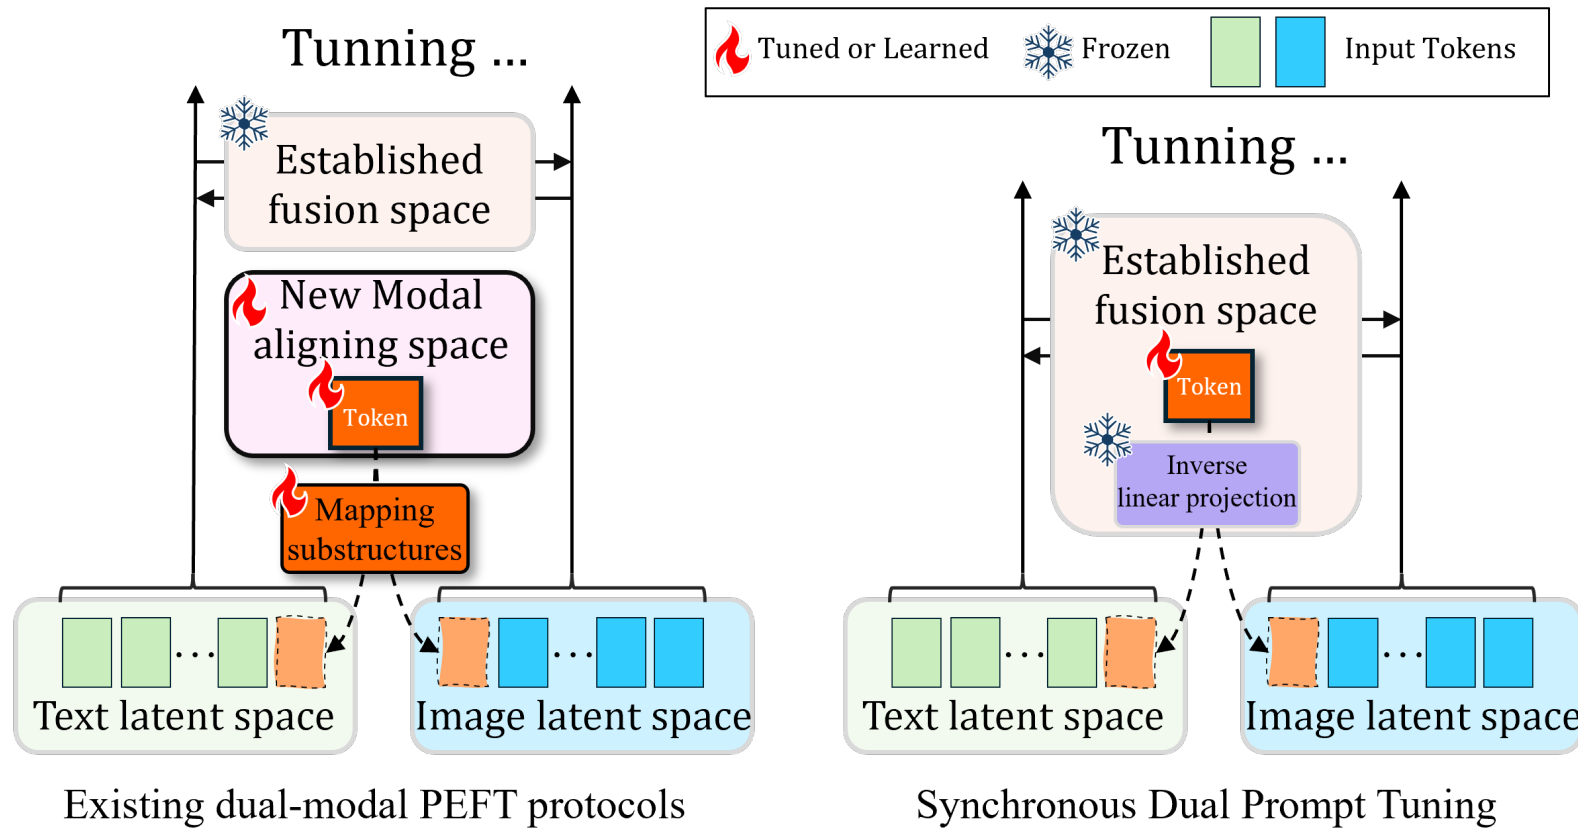 Tunning ...
Established
fusion space
New Modal
aligning space
Token
Mapping
substructures
...
...
Text latent space
Image latent space
Existing dual-modal PEFT protocols
Tuned or Learned
Frozen
Input Tokens
Tunning ...
Established
fusion space
Token
Inverse
linear projection
...
...
Text latent space
Image latent space
Synchronous Dual Prompt Tuning